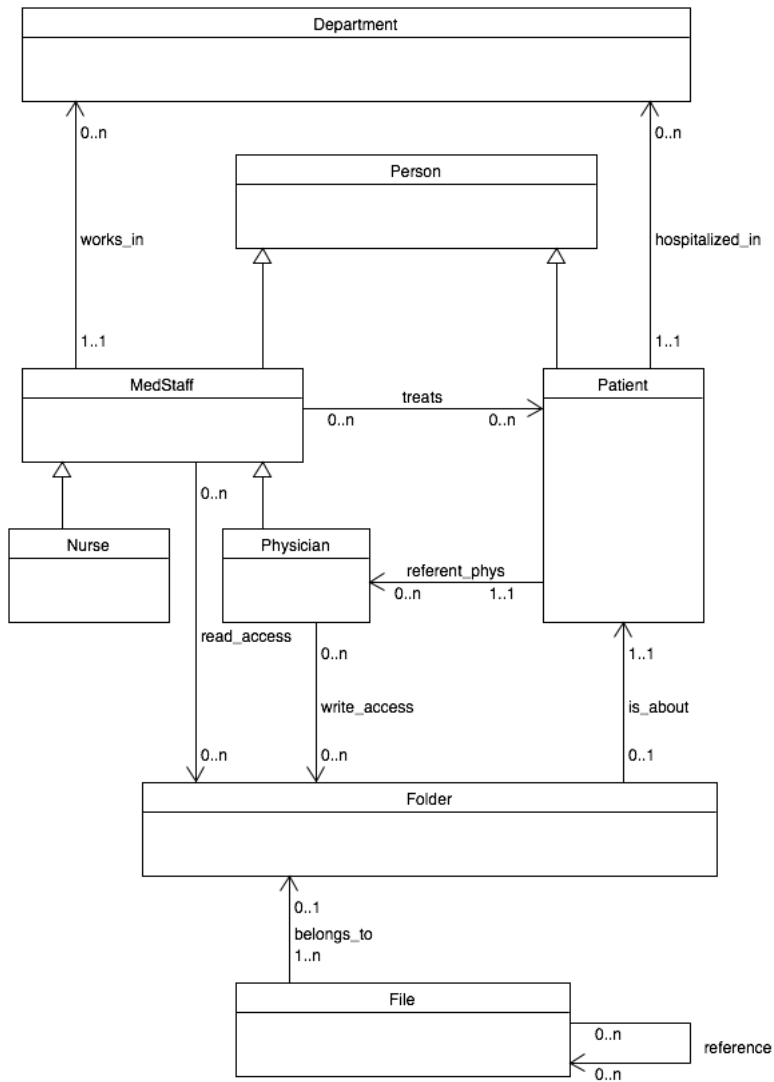 Department
0..n
0..n
Person
works_in
hospitalized_in
1..1
1..1
MedStaff
Patient
treats
0..n
0..n
0..n
Nurse
Physician
referent_phys
0..n
1..1
read_access
0..n
1..1
write_access
is_about
0..n
0..n
0..1
Folder
0..1
belongs_to
1..n
File
0..n
reference
0..n